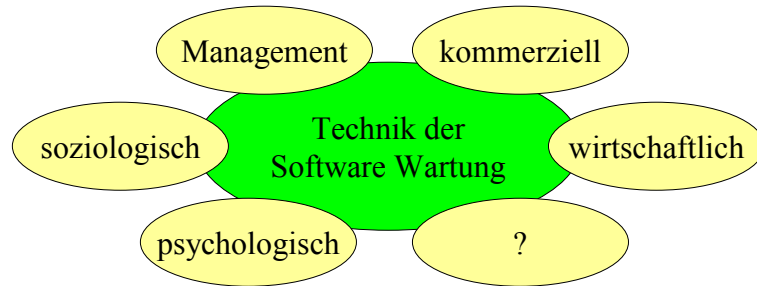 Management
kommerziell
soziologisch
Technik der
Software Wartung
wirtschaftlich
psychologisch
?